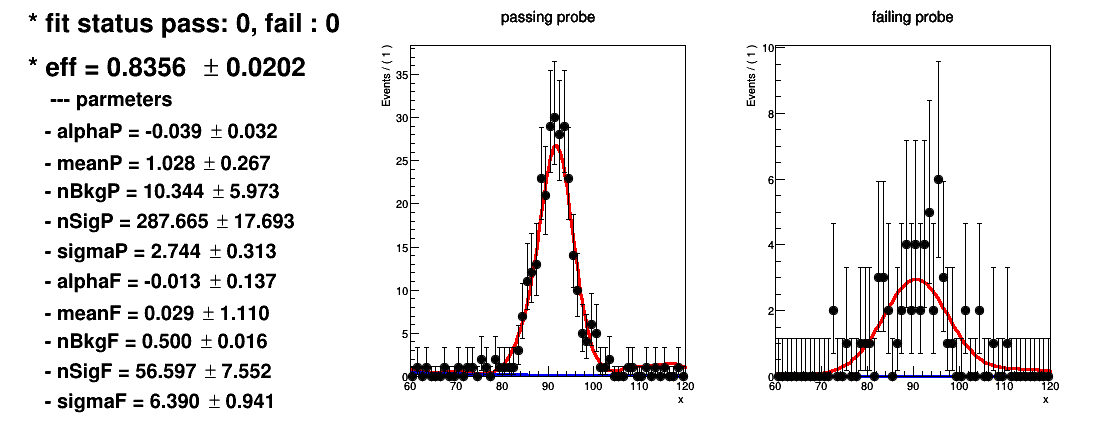 * fit status pass: 0, fail : 0
* eff = 0.8356 ± 0.0202
--- parmeters
- alphaP = -0.039 ± 0.032
- meanP = 1.028 ± 0.267
- nBkgP = 10.344 ± 5.973
- nSigP = 287.665 ± 17.693
- sigmaP = 2.744 ± 0.313
- alphaF = -0.013 ± 0.137
- meanF = 0.029 ± 1.110
- nBkgF = 0.500 ± 0.016
- nSigF = 56.597 ± 7.552
- sigmaF = 6.390 ± 0.941
passing probe
Events / ( 1 )
35
30
25
20
15
10
5
0
60 70 80 90 100 110 120
x
failing probe
Events / ( 1 )
10
8
6
4
2
0
60 70 80 90 100 110 120
x